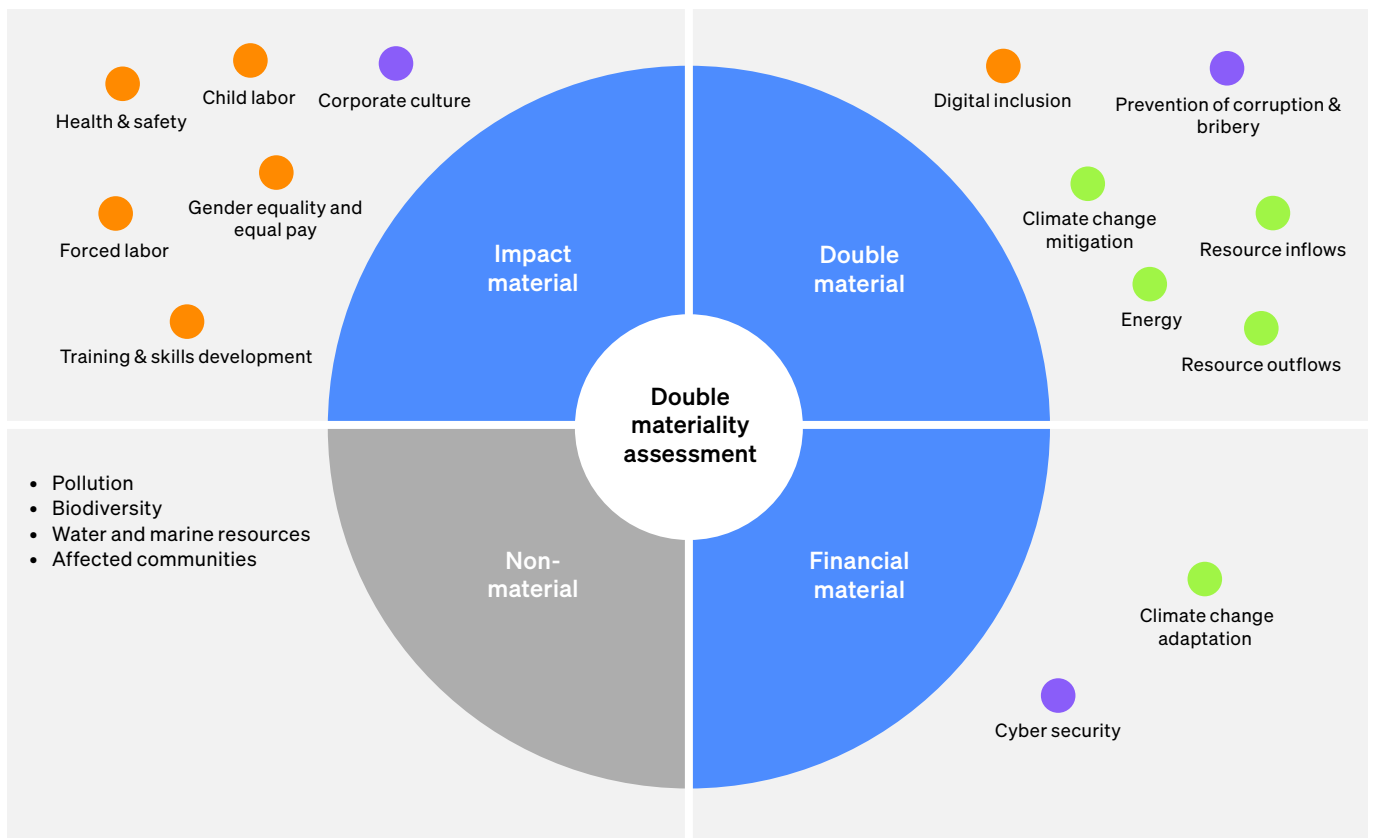 Health & safety
Child labor
Corporate culture
Forced labor
Gender equality and
equal pay
Training & skills development
Impact
material
Digital inclusion
Prevention of corruption &
bribery
Climate change
mitigation
Resource inflows
Energy
Resource outflows
Double
material
Double
materiality
assessment
• Pollution
• Biodiversity
• Water and marine resources
• Affected communities
Non-
material
Financial
material
Climate change
adaptation
Cyber security